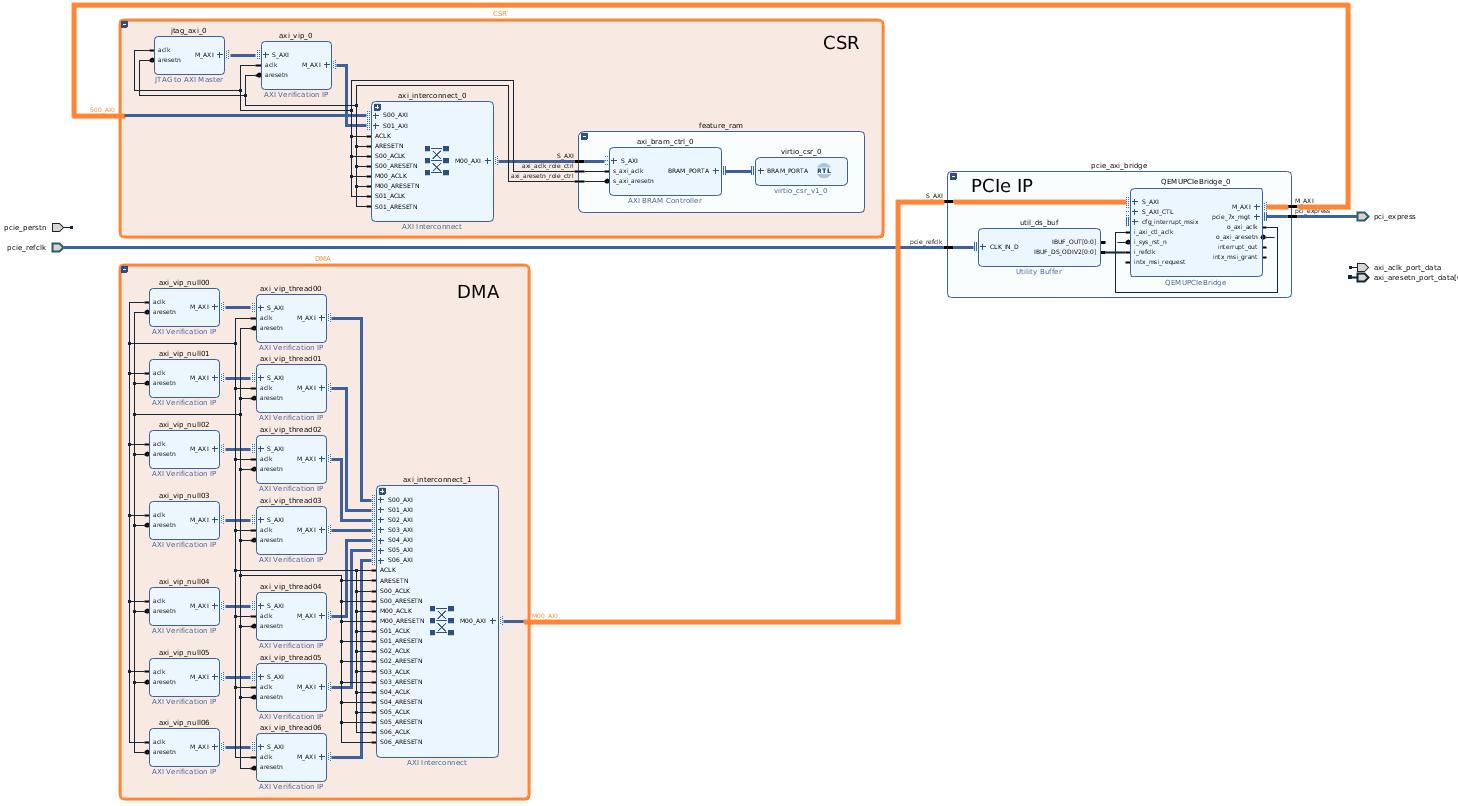 CSR
CSR
jtag_axi_0
aclk
aresetn
M_AXI
JTAG to AXI Master
axi_vip_0
S_AXI
aclk
aresetn
M_AXI
AXI Verification IP
S00_AXI
axi_interconnect_0
S00_AXI
S01_AXI
ACLK
ARESETN
S00_ACLK
S00_ARESETN
M00_ACLK
M00_ARESETN
S01_ACLK
S01_ARESETN
M00_AXI
AXI Interconnect
feature_ram
S_AXI
axi_aclk_role_ctrl
axi_aresetn_role_ctrl
axi_bram_ctrl_0
S_AXI
s_axi_aclk
s_axi_aresetn
BRAM_PORTA
AXI BRAM Controller
virtio_csr_0
BRAM_PORTA
RTL
virtio_csr_v1_0
pcie_perstn
pcie_refclk
pcie_axi_bridge
PCIe IP
S_AXI
pcie_refclk
util_ds_buf
CLK_IN_D
IBUF_OUT[0:0]
IBUF_DS_ODIV2[0:0]
Utility Buffer
QEMUPCIeBridge_0
S_AXI
S_AXI_CTL
cfg_interrupt_msix
i_axi_ctl_aclk
i_sys_rst_n
i_refclk
intx_msi_request
M_AXI
pcie_7x_mgt
o_axi_aclk
o_axi_aresetn
interrupt_out
intx_msi_grant
QEMUPCIeBridge
M_AXI
pci_express
pci_express
axi_aclk_port_data
axi_aresetn_port_data[
DMA
DMA
axi_vip_null00
aclk
aresetn
M_AXI
AXI Verification IP
axi_vip_thread00
S_AXI
aclk
aresetn
M_AXI
AXI Verification IP
axi_vip_null01
aclk
aresetn
M_AXI
AXI Verification IP
axi_vip_thread01
S_AXI
aclk
aresetn
M_AXI
AXI Verification IP
axi_vip_null02
aclk
aresetn
M_AXI
AXI Verification IP
axi_vip_thread02
S_AXI
aclk
aresetn
M_AXI
AXI Verification IP
axi_vip_null03
aclk
aresetn
M_AXI
AXI Verification IP
axi_vip_thread03
S_AXI
aclk
aresetn
M_AXI
AXI Verification IP
axi_vip_null04
aclk
aresetn
M_AXI
AXI Verification IP
axi_vip_thread04
S_AXI
aclk
aresetn
M_AXI
AXI Verification IP
axi_vip_null05
aclk
aresetn
M_AXI
AXI Verification IP
axi_vip_thread05
S_AXI
aclk
aresetn
M_AXI
AXI Verification IP
axi_vip_null06
aclk
aresetn
M_AXI
AXI Verification IP
axi_vip_thread06
S_AXI
aclk
aresetn
M_AXI
AXI Verification IP
axi_interconnect_1
S00_AXI
S01_AXI
S02_AXI
S03_AXI
S04_AXI
S05_AXI
S06_AXI
ACLK
ARESETN
S00_ACLK
S00_ARESETN
M00_ACLK
M00_ARESETN
S01_ACLK
S01_ARESETN
S02_ACLK
S02_ARESETN
S03_ACLK
S03_ARESETN
S04_ACLK
S04_ARESETN
S05_ACLK
S05_ARESETN
S06_ACLK
S06_ARESETN
M00_AXI
AXI Interconnect
M00_AXI